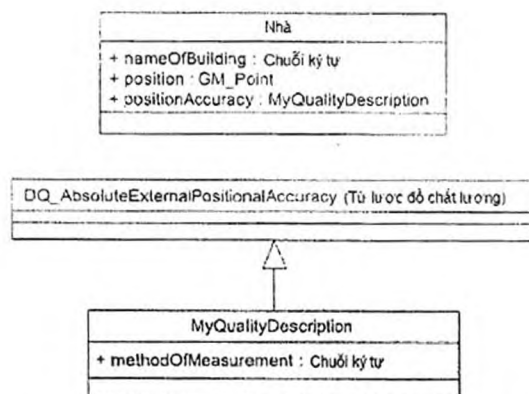 Nhà
+ nameOfBuilding : Chuỗi ký tự
+ position : GM_Point
+ positionAccuracy : MyQualityDescription
DQ_AbsoluteExternalPositionalAccuracy (Từ lược đồ chất lượng)
MyQualityDescription
+ methodOfMeasurement : Chuỗi ký tự